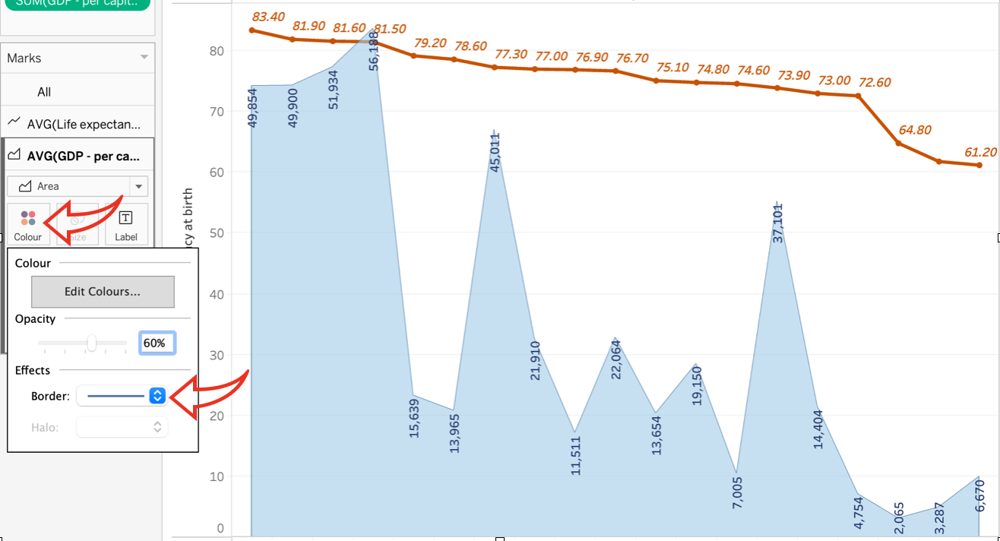 SUM(GDP - per capit..
Marks
All
AVG(Life expectan...
AVG(GDP - per ca...
Area
Colour
Size
Label
Colour
Edit Colours...
Opacity
60%
Effects
Border:
Halo:
cy at birth
80
70
60
50
40
30
20
10
0
83.40
81.90
81.60
81.50
79.20
78.60
77.30
77.00
76.90
76.70
75.10
74.80
74.60
73.90
73.00
72.60
64.80
61.20
49,854
49,900
51,934
56,188
15,639
13,965
45,011
21,910
11,511
22,064
13,654
19,150
7,005
37,101
14,404
4,754
2,065
3,287
6,670